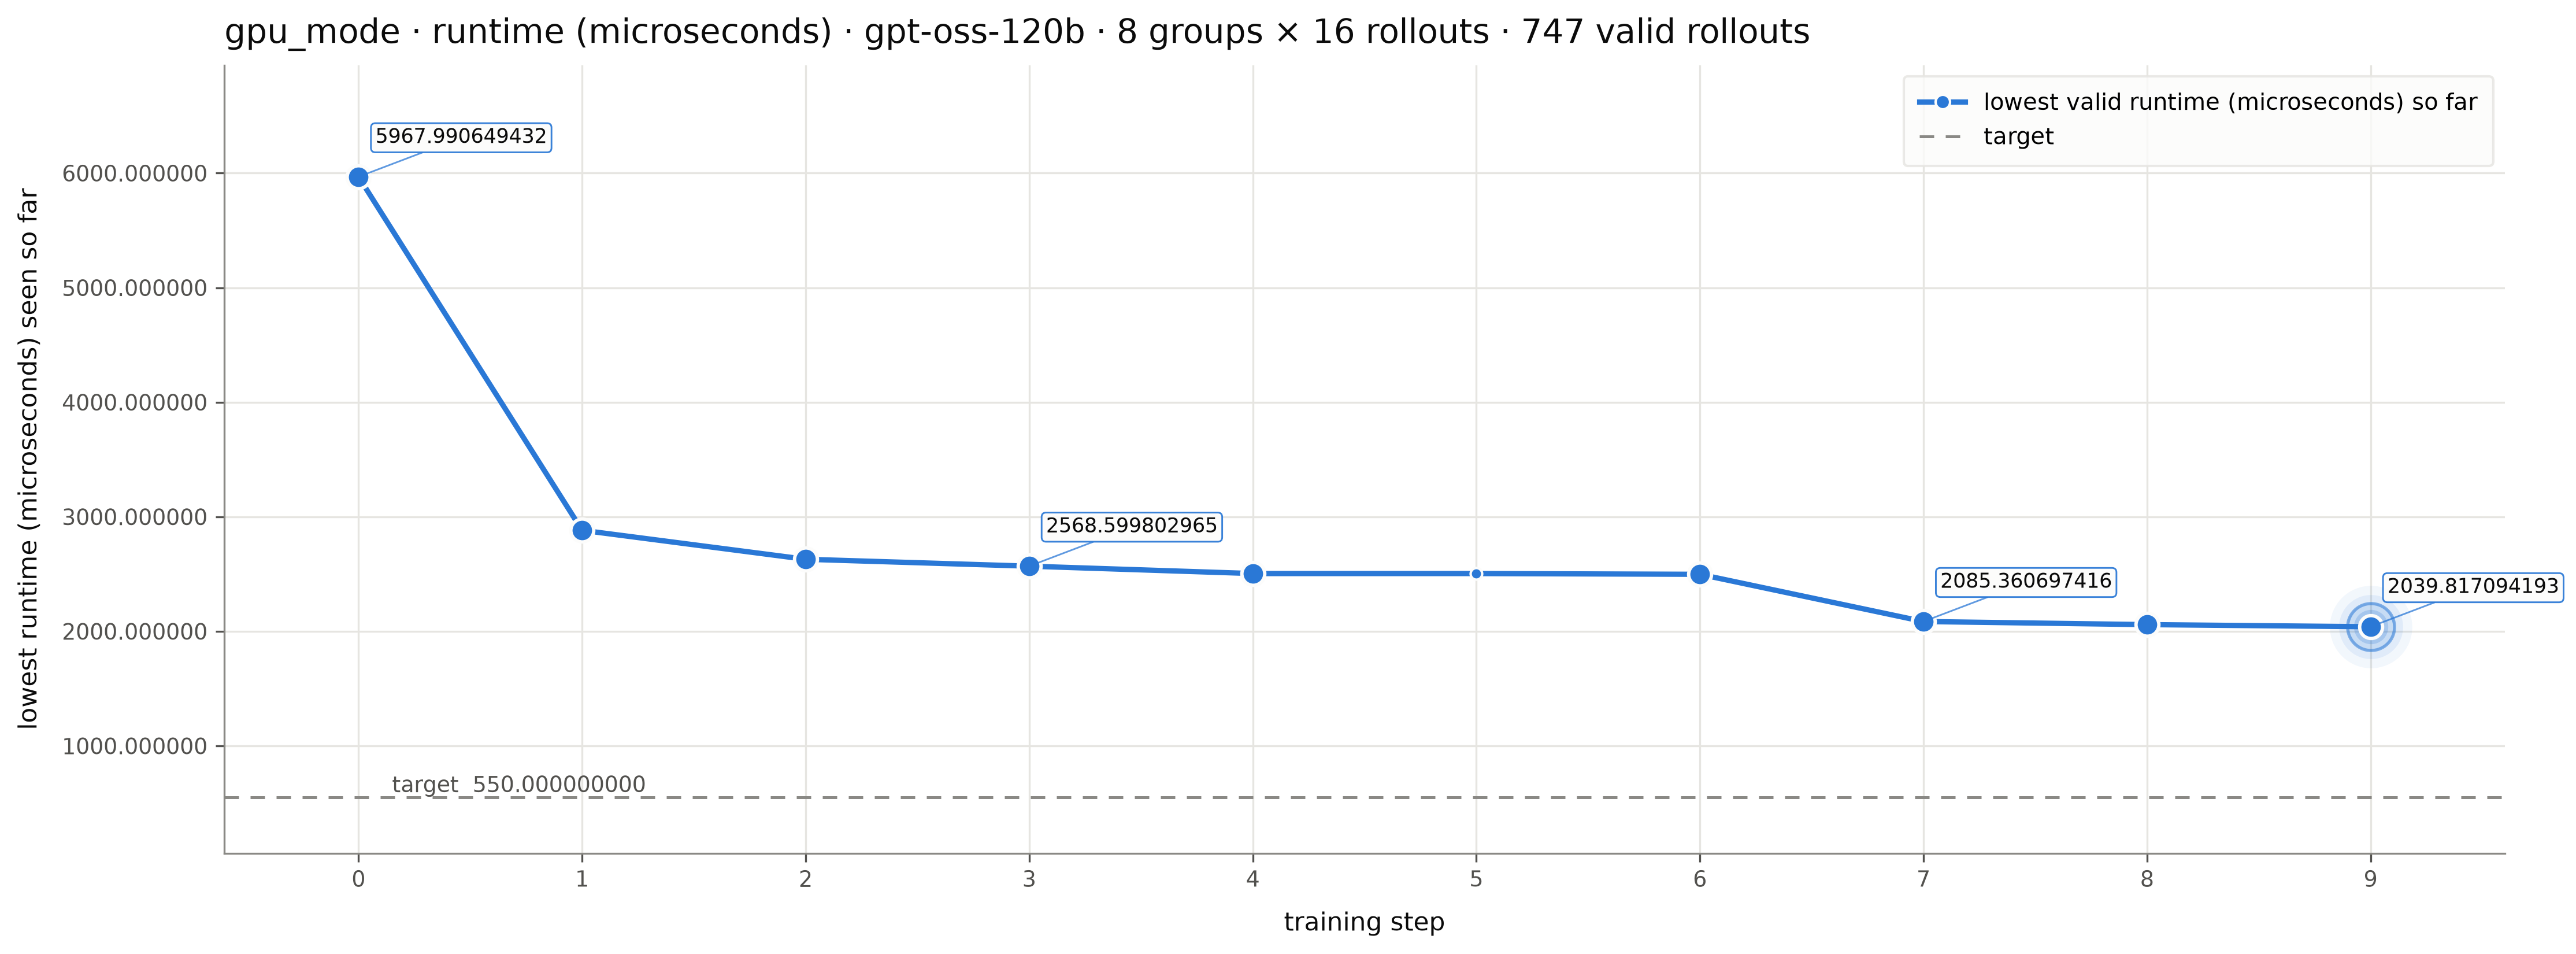 gpu_mode · runtime (microseconds) · gpt-oss-120b · 8 groups × 16 rollouts · 747 valid rollouts
lowest valid runtime (microseconds) so far
target
lowest runtime (microseconds) seen so far
6000.000000
5000.000000
4000.000000
3000.000000
2000.000000
1000.000000
5967.990649432
2568.599802965
2085.360697416
2039.817094193
target 550.000000000
0 1 2 3 4 5 6 7 8 9
training step